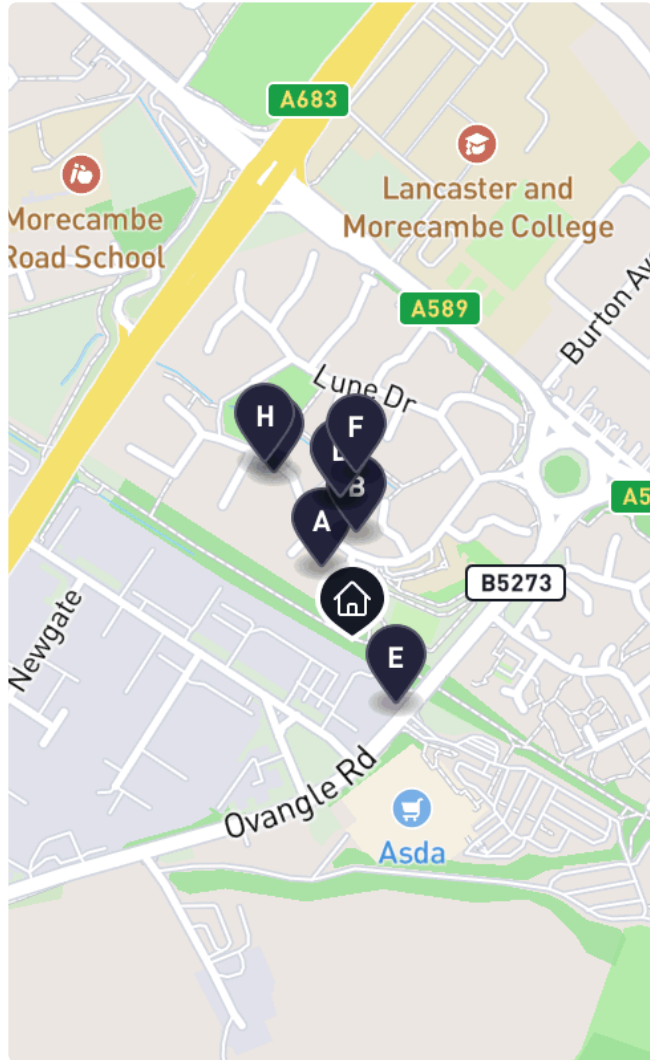 A683
Lancaster and
Morecambe College
Morecambe
Road School
A589
Burton Av
Lune Dr
H
F
B
A
A5
B5273
Newgate
E
Ovangle Rd
Asda